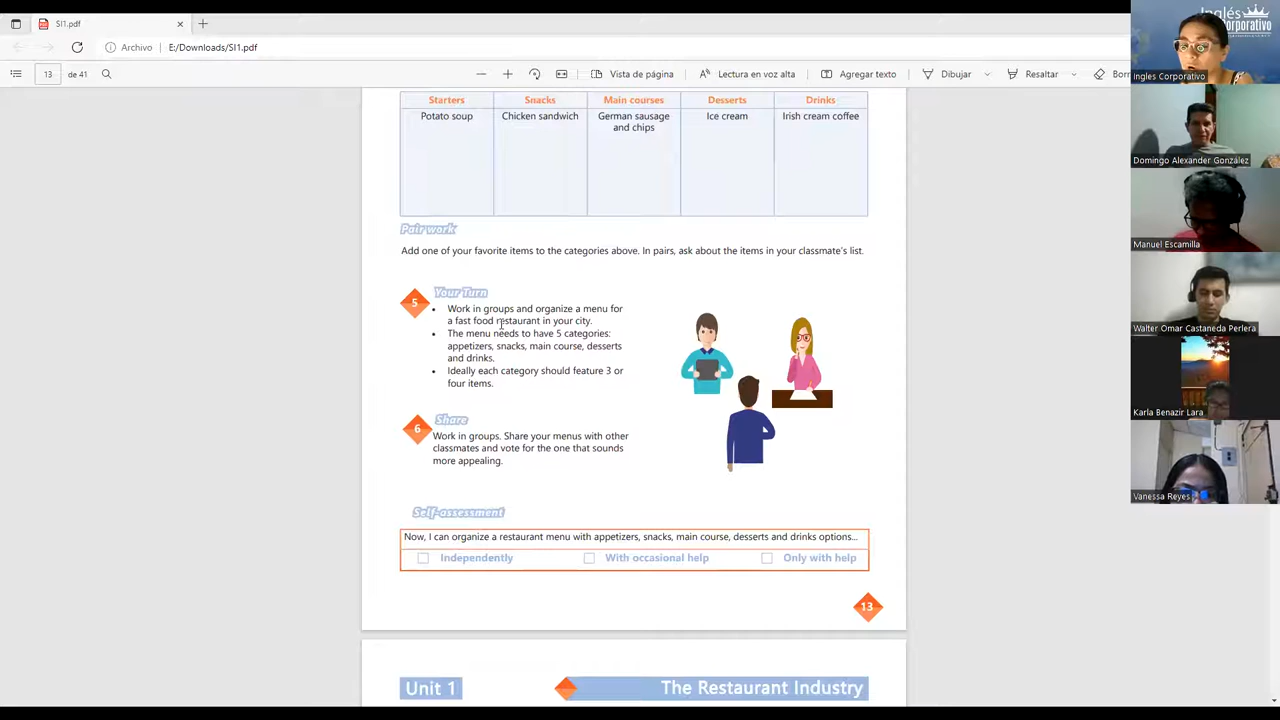 SI1.pdf
Archivo
E:/Downloads/SI1.pdf
13
de 41
Vista de página
Lectura en voz alta
Agregar texto
Dibujar
Resaltar
Starters
Snacks
Main courses
Desserts
Drinks
Potato soup
Chicken sandwich
German sausage
and chips
Ice cream
Irish cream coffee
Pair work
Add one of your favorite items to the categories above. In pairs, ask about the items in your classmate's list.
5
Your Turn
• Work in groups and organize a menu for
a fast food restaurant in your city.
• The menu needs to have 5 categories:
appetizers, snacks, main course, desserts
and drinks.
• Ideally each category should feature 3 or
four items.
6
Share
Work in groups. Share your menus with other
classmates and vote for the one that sounds
more appealing.
Self-assessment
Now, I can organize a restaurant menu with appetizers, snacks, main course, desserts and drinks options...
Independently
With occasional help
Only with help
13
Unit 1
The Restaurant Industry
Inglés
Corporativo
Ingles Corporativo
Domingo Alexander González
Manuel Escamilla
Walter Omar Castaneda Perlera
Karla Benazir Lara
Vanessa Reyes